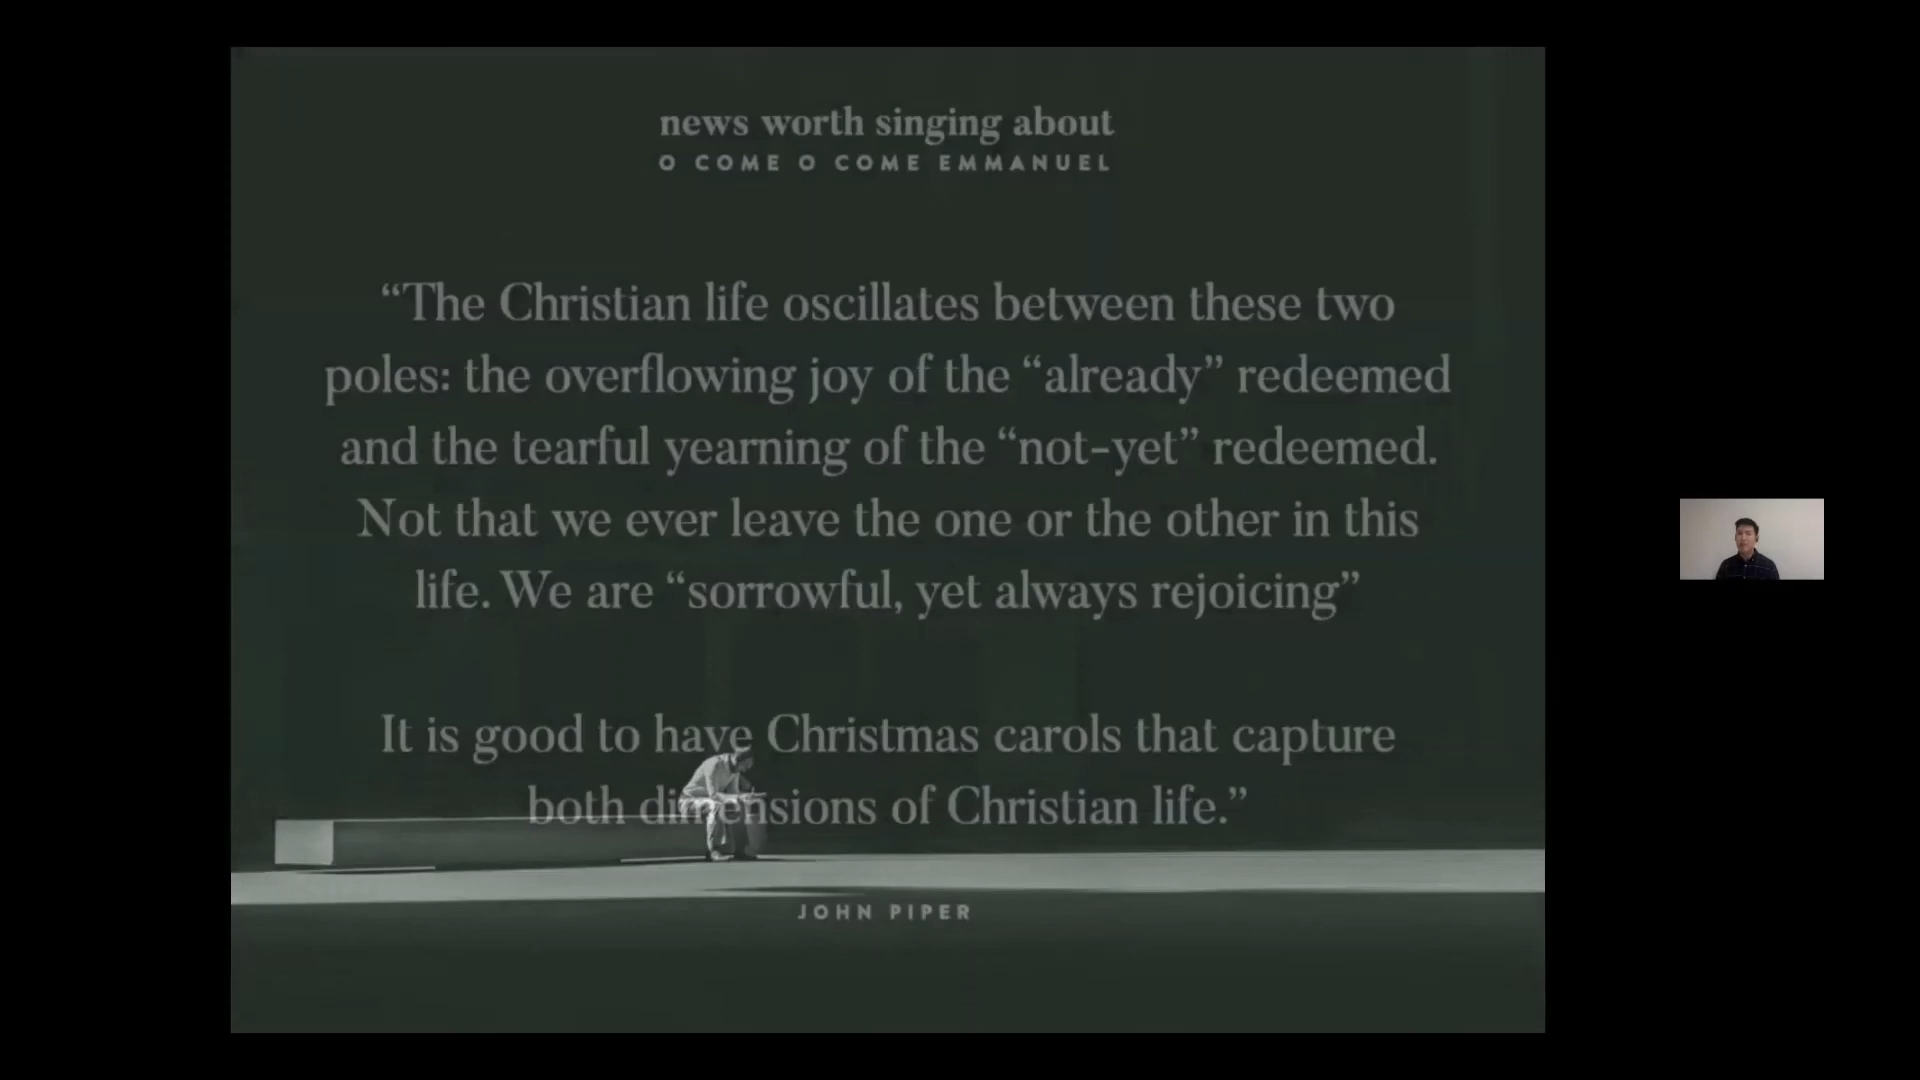 news worth singing about
O COME O COME EMMANUEL
“The Christian life oscillates between these two
poles: the overflowing joy of the “already” redeemed
and the tearful yearning of the “not-yet” redeemed.
Not that we ever leave the one or the other in this
life. We are “sorrowful, yet always rejoicing”
It is good to have Christmas carols that capture
both dimensions of Christian life.”
JOHN PIPER